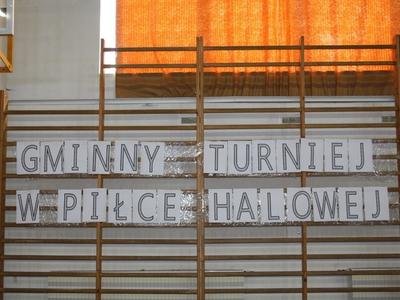 GMINNY TURNIEJ
W PIŁCE HALOWEJ